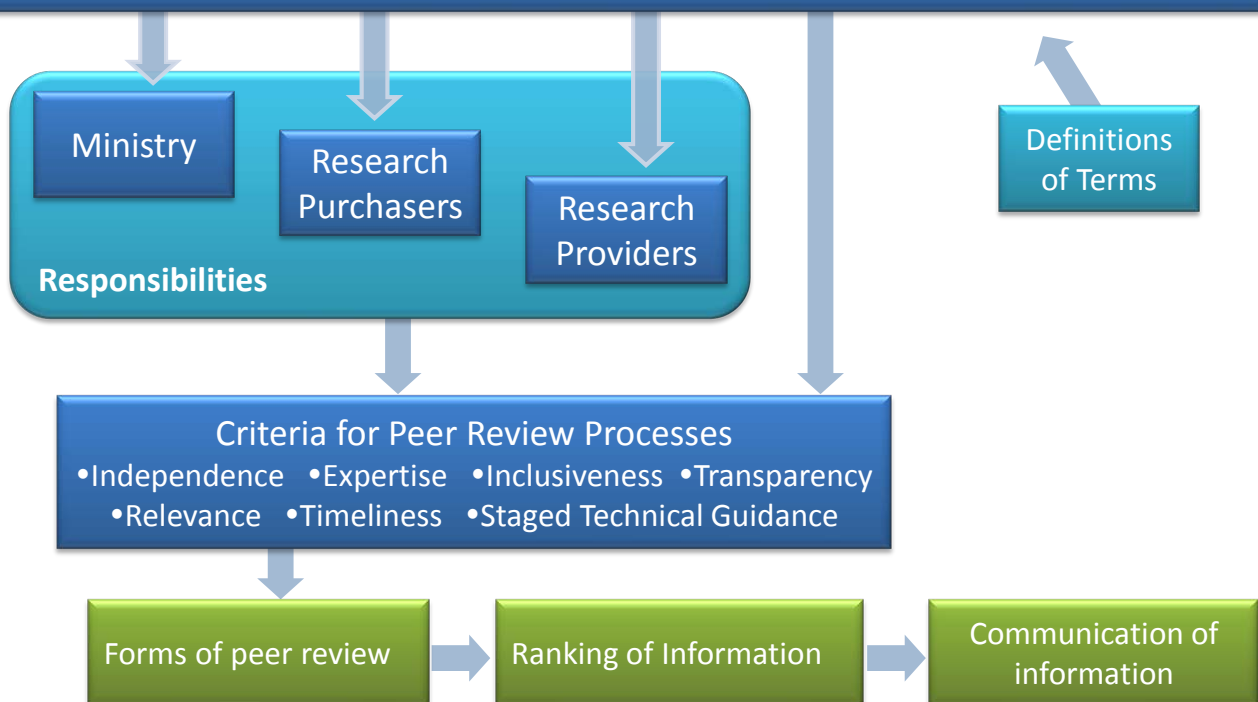 Ministry
Research
Purchasers
Research
Providers
Responsibilities
Definitions
of Terms
Criteria for Peer Review Processes
•Independence •Expertise •Inclusiveness •Transparency
•Relevance •Timeliness •Staged Technical Guidance
Forms of peer review
Ranking of Information
Communication of
information